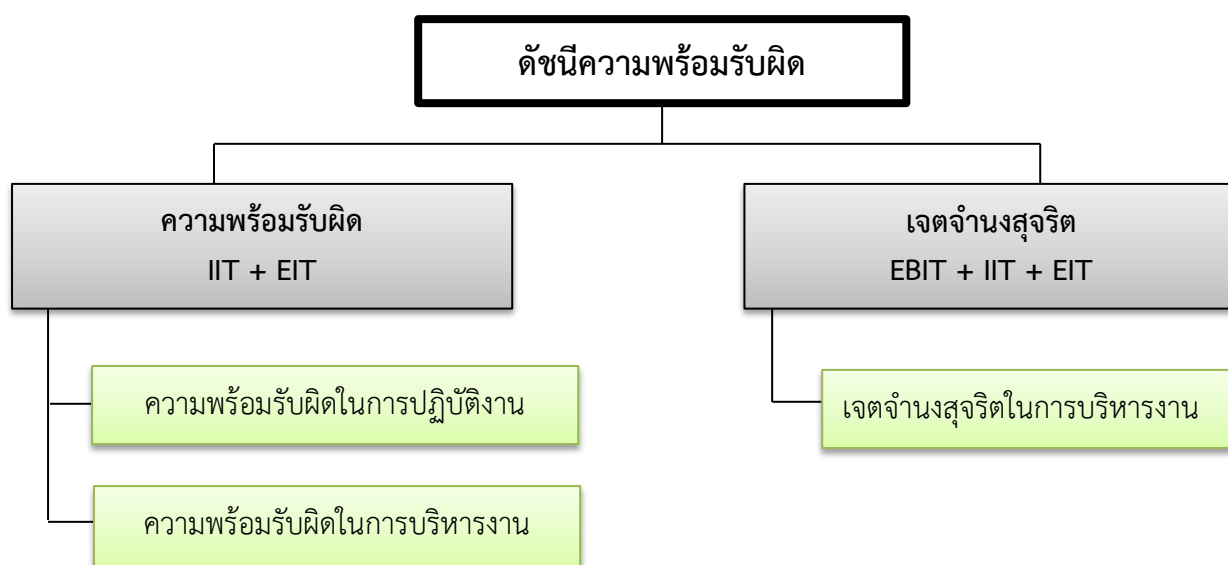 ดัชนีความพร้อมรับผิด
ความพร้อมรับผิด
IIT + EIT
เจตจำนงสุจริต
EBIT + IIT + EIT
ความพร้อมรับผิดในการปฏิบัติงาน
เจตจำนงสุจริตในการบริหารงาน
ความพร้อมรับผิดในการบริหารงาน